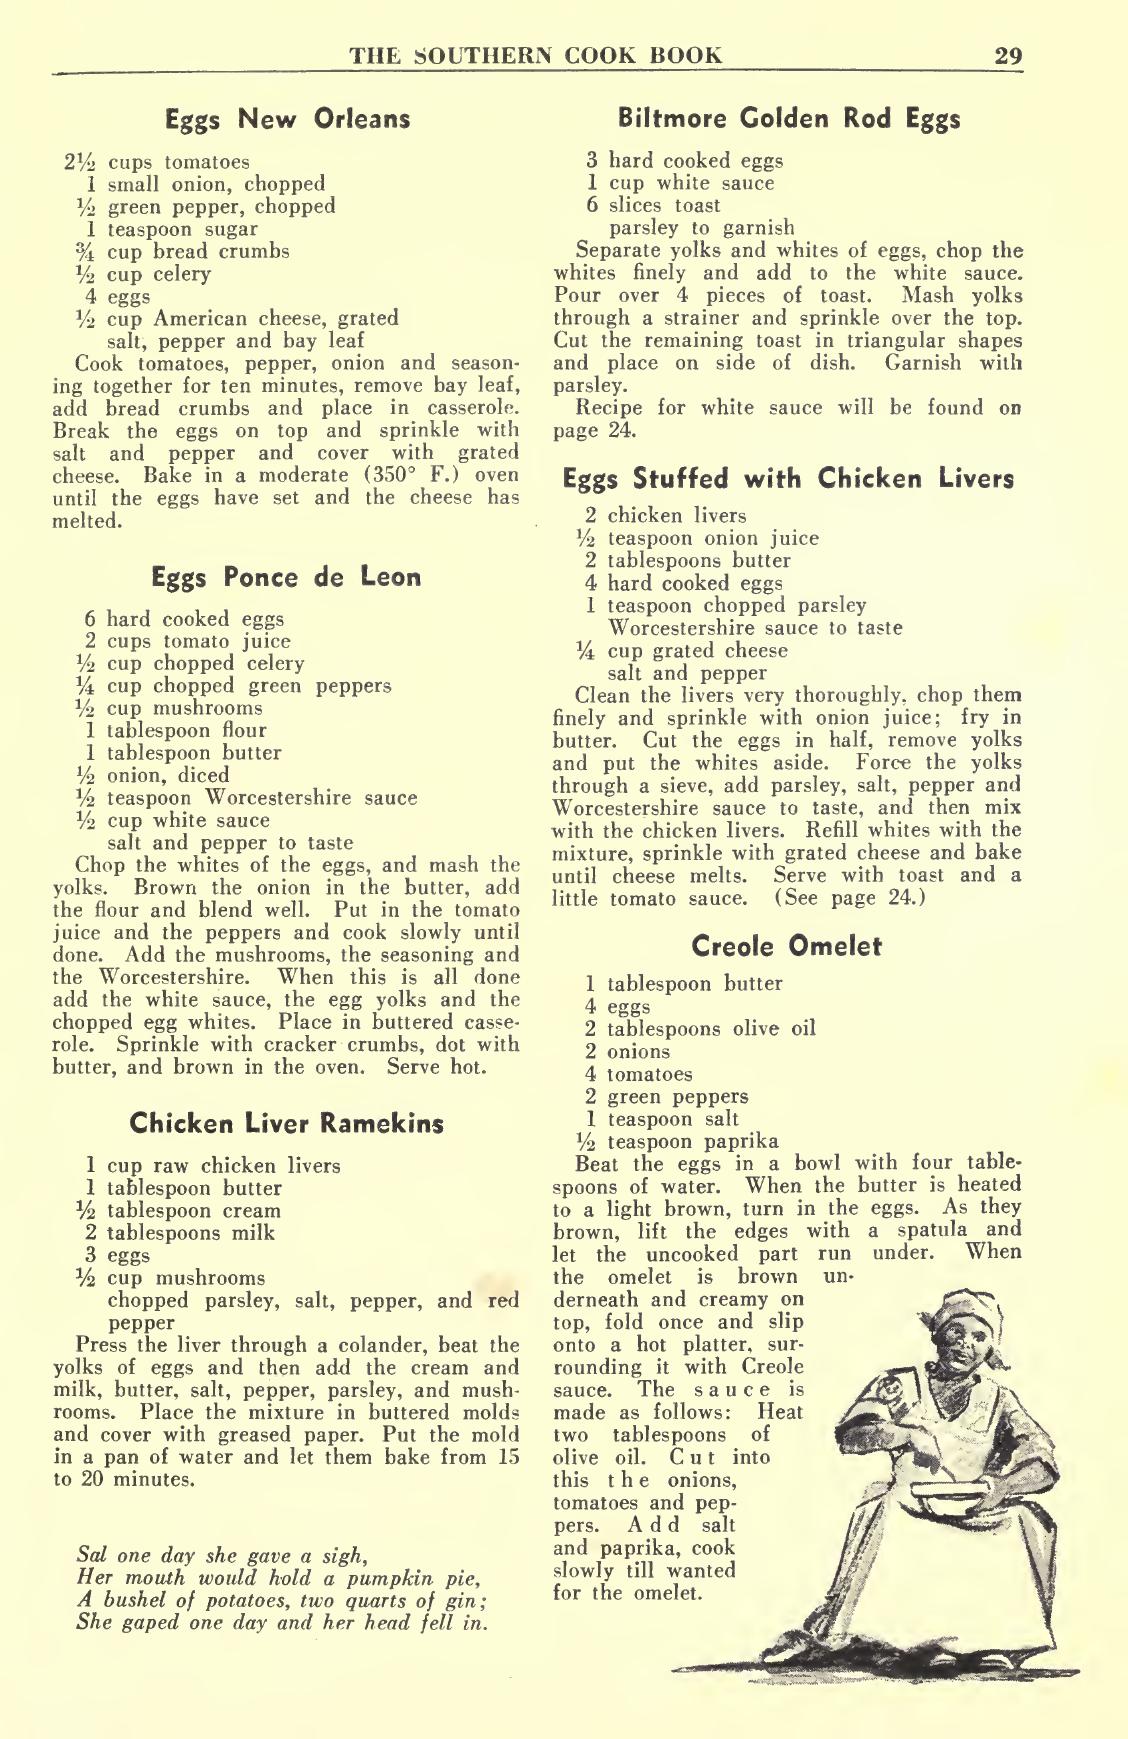 THE SOUTHERN COOK BOOK 29
Eggs New Orleans
2½ cups tomatoes
1 small onion, chopped
½ green pepper, chopped
1 teaspoon sugar
¾ cup bread crumbs
½ cup celery
4 eggs
½ cup American cheese, grated
salt, pepper and bay leaf
Cook tomatoes, pepper, onion and season-
ing together for ten minutes, remove bay leaf,
add bread crumbs and place in casserole.
Break the eggs on top and sprinkle with
salt and pepper and cover with grated
cheese. Bake in a moderate (350° F.) oven
until the eggs have set and the cheese has
melted.
Eggs Ponce de Leon
6 hard cooked eggs
2 cups tomato juice
½ cup chopped celery
¼ cup chopped green peppers
½ cup mushrooms
1 tablespoon flour
1 tablespoon butter
½ onion, diced
½ teaspoon Worcestershire sauce
½ cup white sauce
salt and pepper to taste
Chop the whites of the eggs, and mash the
yolks. Brown the onion in the butter, add
the flour and blend well. Put in the tomato
juice and the peppers and cook slowly until
done. Add the mushrooms, the seasoning and
the Worcestershire. When this is all done
add the white sauce, the egg yolks and the
chopped egg whites. Place in buttered casse-
role. Sprinkle with cracker crumbs, dot with
butter, and brown in the oven. Serve hot.
Chicken Liver Ramekins
1 cup raw chicken livers
1 tablespoon butter
½ tablespoon cream
2 tablespoons milk
3 eggs
½ cup mushrooms
chopped parsley, salt, pepper, and red
pepper
Press the liver through a colander, beat the
yolks of eggs and then add the cream and
milk, butter, salt, pepper, parsley, and mush-
rooms. Place the mixture in buttered molds
and cover with greased paper. Put the mold
in a pan of water and let them bake from 15
to 20 minutes.
Sal one day she gave a sigh,
Her mouth would hold a pumpkin pie,
A bushel of potatoes, two quarts of gin;
She gaped one day and her head fell in.
Biltmore Golden Rod Eggs
3 hard cooked eggs
1 cup white sauce
6 slices toast
parsley to garnish
Separate yolks and whites of eggs, chop the
whites finely and add to the white sauce.
Pour over 4 pieces of toast. Mash yolks
through a strainer and sprinkle over the top.
Cut the remaining toast in triangular shapes
and place on side of dish. Garnish with
parsley.
Recipe for white sauce will be found on
page 24.
Eggs Stuffed with Chicken Livers
2 chicken livers
½ teaspoon onion juice
2 tablespoons butter
4 hard cooked eggs
1 teaspoon chopped parsley
Worcestershire sauce to taste
¼ cup grated cheese
salt and pepper
Clean the livers very thoroughly, chop them
finely and sprinkle with onion juice; fry in
butter. Cut the eggs in half, remove yolks
and put the whites aside. Force the yolks
through a sieve, add parsley, salt, pepper and
Worcestershire sauce to taste, and then mix
with the chicken livers. Refill whites with the
mixture, sprinkle with grated cheese and bake
until cheese melts. Serve with toast and a
little tomato sauce. (See page 24.)
Creole Omelet
1 tablespoon butter
4 eggs
2 tablespoons olive oil
2 onions
4 tomatoes
2 green peppers
1 teaspoon salt
½ teaspoon paprika
Beat the eggs in a bowl with four table-
spoons of water. When the butter is heated
to a light brown, turn in the eggs. As they
brown, lift the edges with a spatula and
let the uncooked part run under. When
the omelet is brown un-
derneath and creamy on
top, fold once and slip
onto a hot platter, sur-
rounding it with Creole
sauce. The sauce is
made as follows: Heat
two tablespoons of
olive oil. Cut into
this the onions,
tomatoes and pep-
pers. Add salt
and paprika, cook
slowly till wanted
for the omelet.